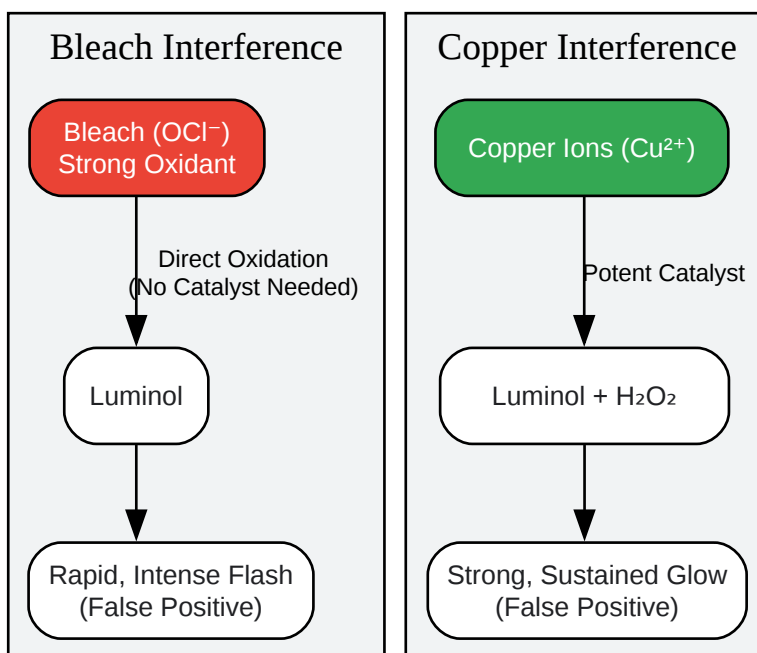 Bleach Interference
Bleach (OCl⁻)
Strong Oxidant
Direct Oxidation
(No Catalyst Needed)
Luminol
Rapid, Intense Flash
(False Positive)
Copper Interference
Copper Ions (Cu²⁺)
Potent Catalyst
Luminol + H₂O₂
Strong, Sustained Glow
(False Positive)